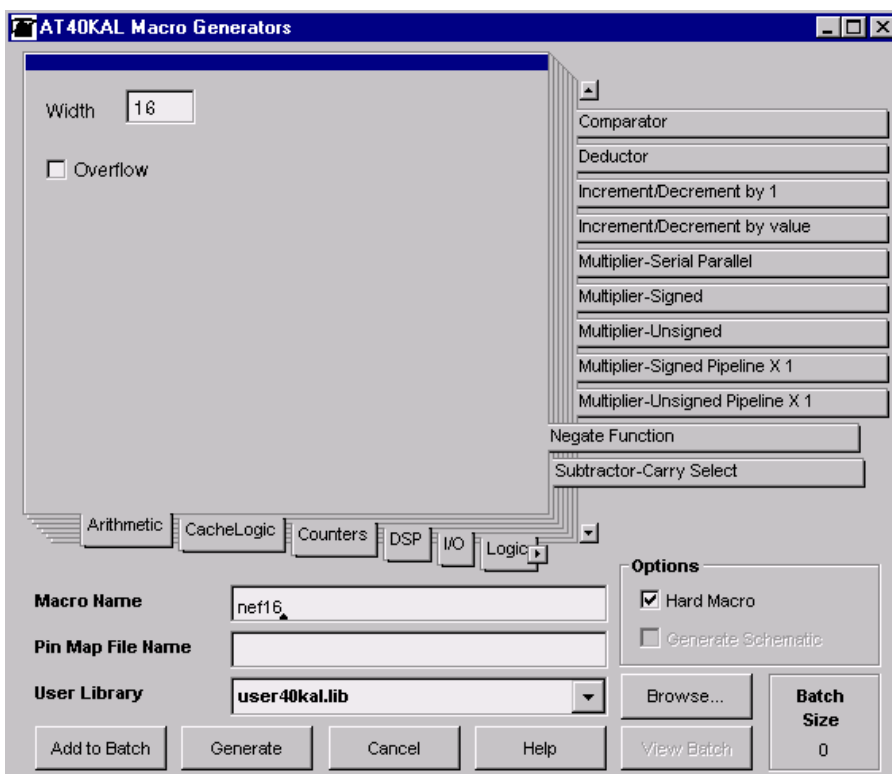 AT40KAL Macro Generators
Width 16
Overflow
Comparator
Deductor
Increment/Decrement by 1
Increment/Decrement by value
Multiplier-Serial Parallel
Multiplier-Signed
Multiplier-Unsigned
Multiplier-Signed Pipeline X 1
Multiplier-Unsigned Pipeline X 1
Negate Function
Subtractor-Carry Select
Arithmetic CacheLogic Counters DSP I/O Logic
Options
Macro Name nef16 Hard Macro
Generate Schematic
Pin Map File Name
User Library user40kal.lib Browse... Batch Size
Add to Batch Generate Cancel Help View Batch 0